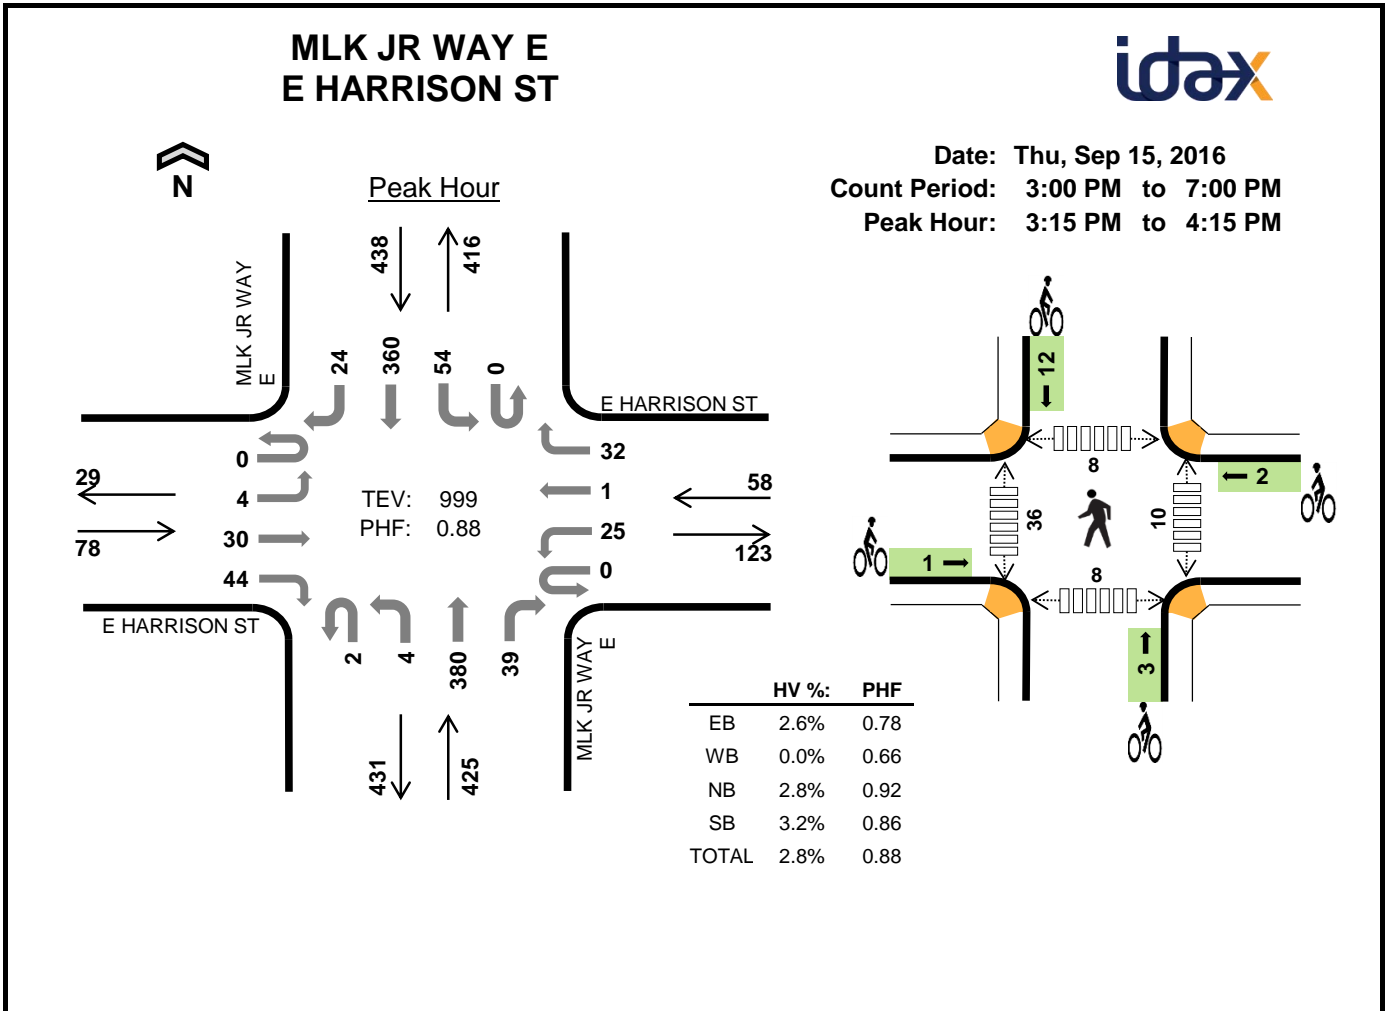 MLK JR WAY E
E HARRISON ST
idax
N
Peak Hour
Date: Thu, Sep 15, 2016
Count Period: 3:00 PM to 7:00 PM
Peak Hour: 3:15 PM to 4:15 PM
438
416
MLK JR WAY
E
24
360
54
0
E HARRISON ST
0
4
30
44
29
78
TEV: 999
PHF: 0.88
32
1
25
0
58
123
E HARRISON ST
2
4
380
39
MLK JR WAY
E
431
425
12
8
2
36
10
1
8
3
HV %: PHF
EB 2.6% 0.78
WB 0.0% 0.66
NB 2.8% 0.92
SB 3.2% 0.86
TOTAL 2.8% 0.88